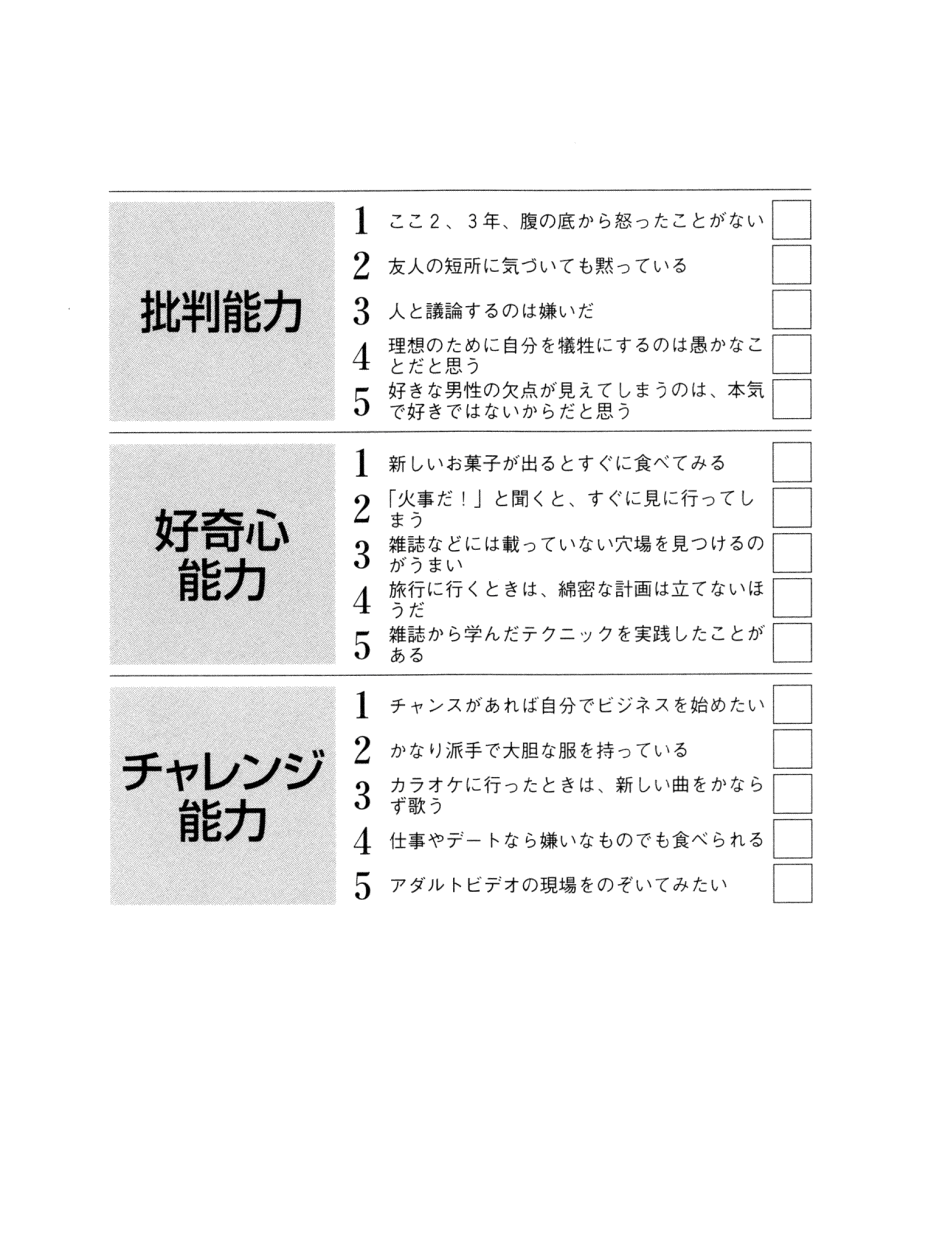 批判能力
1 ここ2、3年、腹の底から怒ったことがない
2 友人の短所に気づいても黙っている
3 人と議論するのは嫌いだ
4 理想のために自分を犠牲にするのは愚かなこ
とだと思う
5 好きな男性の欠点が見えてしまうのは、本気
で好きではないからだと思う
好奇心
能力
1 新しいお菓子が出るとすぐに食べてみる
2 「火事だ！」と聞くと、すぐに見に行ってし
まう
3 雑誌などには載っていない穴場を見つけるの
がうまい
4 旅行に行くときは、綿密な計画は立てないほ
うだ
5 雑誌から学んだテクニックを実践したことが
ある
チャレンジ
能力
1 チャンスがあれば自分でビジネスを始めたい
2 かなり派手で大胆な服を持っている
3 カラオケに行ったときは、新しい曲をかなら
ず歌う
4 仕事やデートなら嫌いなものでも食べられる
5 アダルトビデオの現場をのぞいてみたい